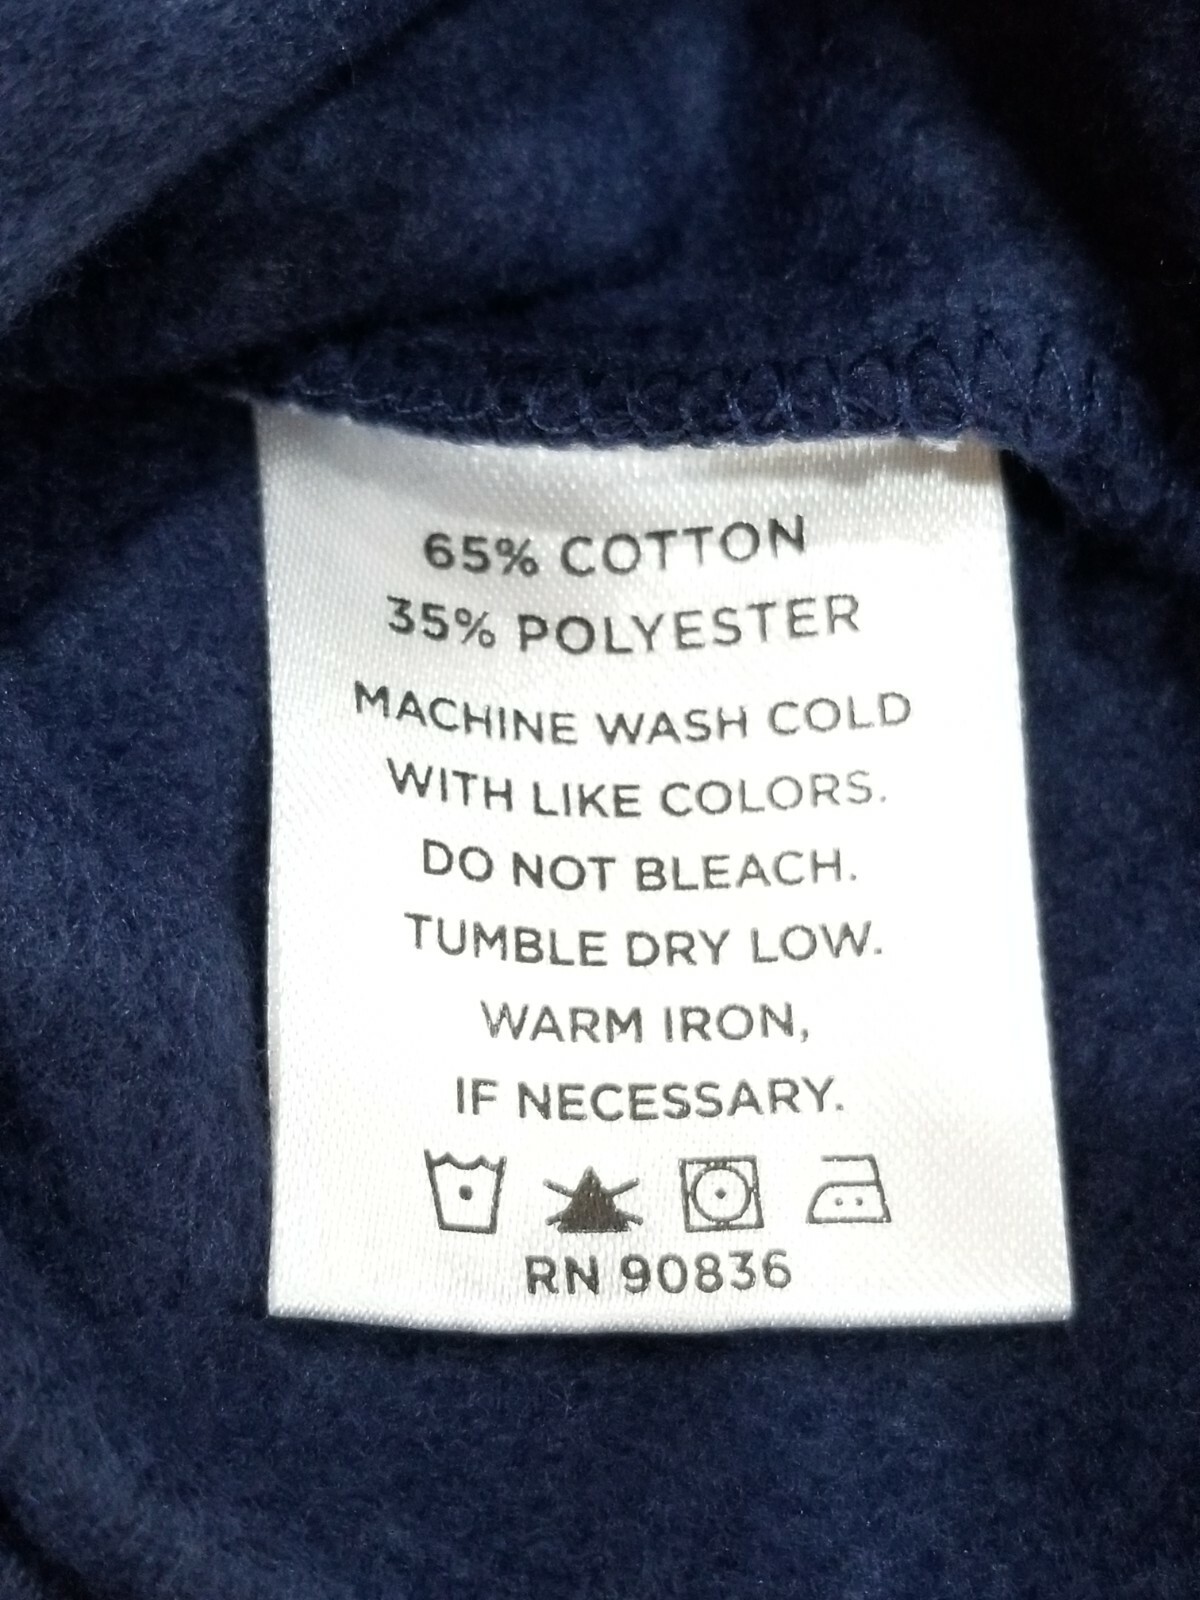 65% COTTON
35% POLYESTER
MACHINE WASH COLD
WITH LIKE COLORS.
DO NOT BLEACH.
TUMBLE DRY LOW.
WARM IRON,
IF NECESSARY.
RN 90836